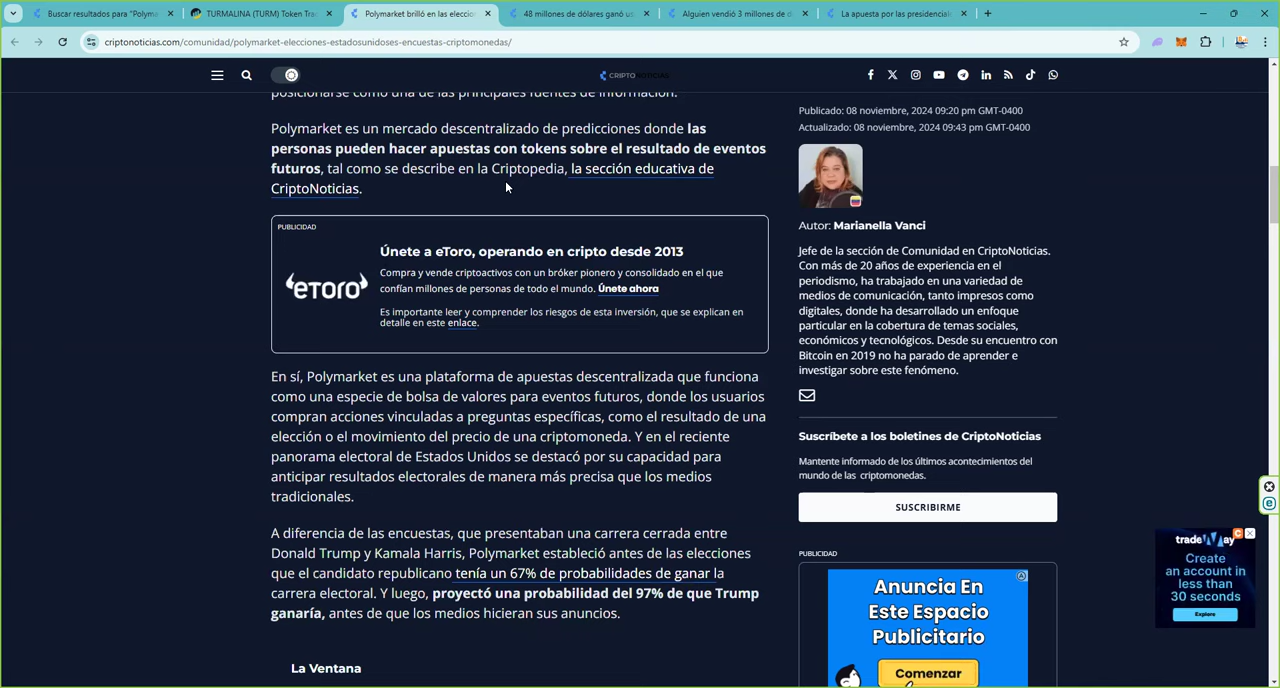 Buscar resultados para "Polyma
TURMALINA (TURM) Token Tra
Polymarket brilló en las eleccio
48 millones de dólares ganó us
Alguien vendió 3 millones de d
La apuesta por las presidencial
criptonoticias.com/comunidad/polymarket-elecciones-estadosunidoses-encuestas-criptomonedas/
CRIPTONOTICIAS
posicionarse como una de las principales fuentes de información.
Polymarket es un mercado descentralizado de predicciones donde las
personas pueden hacer apuestas con tokens sobre el resultado de eventos
futuros, tal como se describe en la Criptopedia, la sección educativa de
CriptoNoticias.
PUBLICIDAD
eTORO
Únete a eToro, operando en cripto desde 2013
Compra y vende criptoactivos con un bróker pionero y consolidado en el que
confían millones de personas de todo el mundo. Únete ahora
Es importante leer y comprender los riesgos de esta inversión, que se explican en
detalle en este enlace.
En sí, Polymarket es una plataforma de apuestas descentralizada que funciona
como una especie de bolsa de valores para eventos futuros, donde los usuarios
compran acciones vinculadas a preguntas específicas, como el resultado de una
elección o el movimiento del precio de una criptomoneda. Y en el reciente
panorama electoral de Estados Unidos se destacó por su capacidad para
anticipar resultados electorales de manera más precisa que los medios
tradicionales.
A diferencia de las encuestas, que presentaban una carrera cerrada entre
Donald Trump y Kamala Harris, Polymarket estableció antes de las elecciones
que el candidato republicano tenía un 67% de probabilidades de ganar la
carrera electoral. Y luego, proyectó una probabilidad del 97% de que Trump
ganaría, antes de que los medios hicieran sus anuncios.
La Ventana
Publicado: 08 noviembre, 2024 09:20 pm GMT-0400
Actualizado: 08 noviembre, 2024 09:43 pm GMT-0400
Autor: Marianella Vanci
Jefe de la sección de Comunidad en CriptoNoticias.
Con más de 20 años de experiencia en el
periodismo, ha trabajado en una variedad de
medios de comunicación, tanto impresos como
digitales, donde ha desarrollado un enfoque
particular en la cobertura de temas sociales,
económicos y tecnológicos. Desde su encuentro con
Bitcoin en 2019 no ha parado de aprender e
investigar sobre este fenómeno.
Suscríbete a los boletines de CriptoNoticias
Mantente informado de los últimos acontecimientos del
mundo de las criptomonedas.
SUSCRIBIRME
PUBLICIDAD
Anuncia En
Este Espacio
Publicitario
Comenzar
tradeWay
Create
an account in
less than
30 seconds
Explore